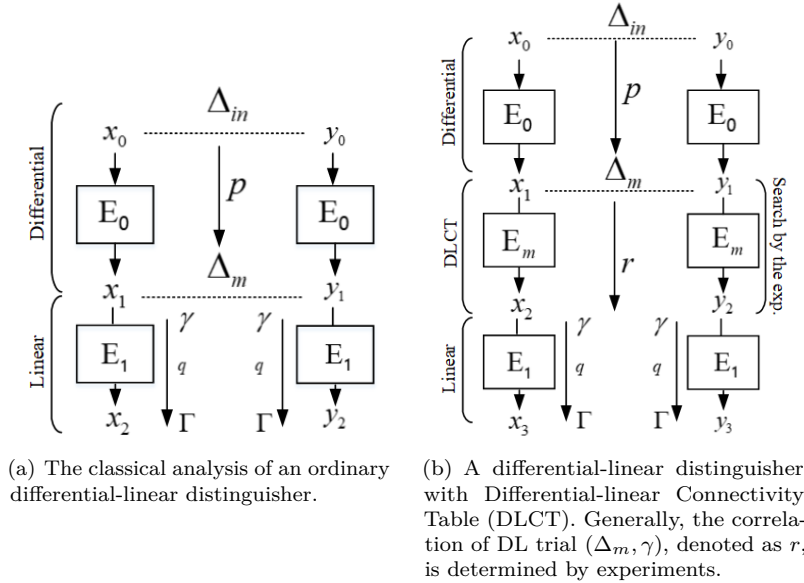 Δin
x0 y0
Differential
p
E0 E0
Δm
x1 y1
γ γ
Linear
E1 q q E1
x2 Γ Γ y2
(a) The classical analysis of an ordinary
differential-linear distinguisher.
Δin
x0 y0
Differential
p
E0 E0
Δm
x1 y1
DLCT
Em r Em
Search by the exp.
x2 y2
γ γ
Linear
E1 q q E1
x3 Γ Γ y3
(b) A differential-linear distinguisher
with Differential-linear Connectivity
Table (DLCT). Generally, the correla-
tion of DL trial (Δm, γ), denoted as r,
is determined by experiments.